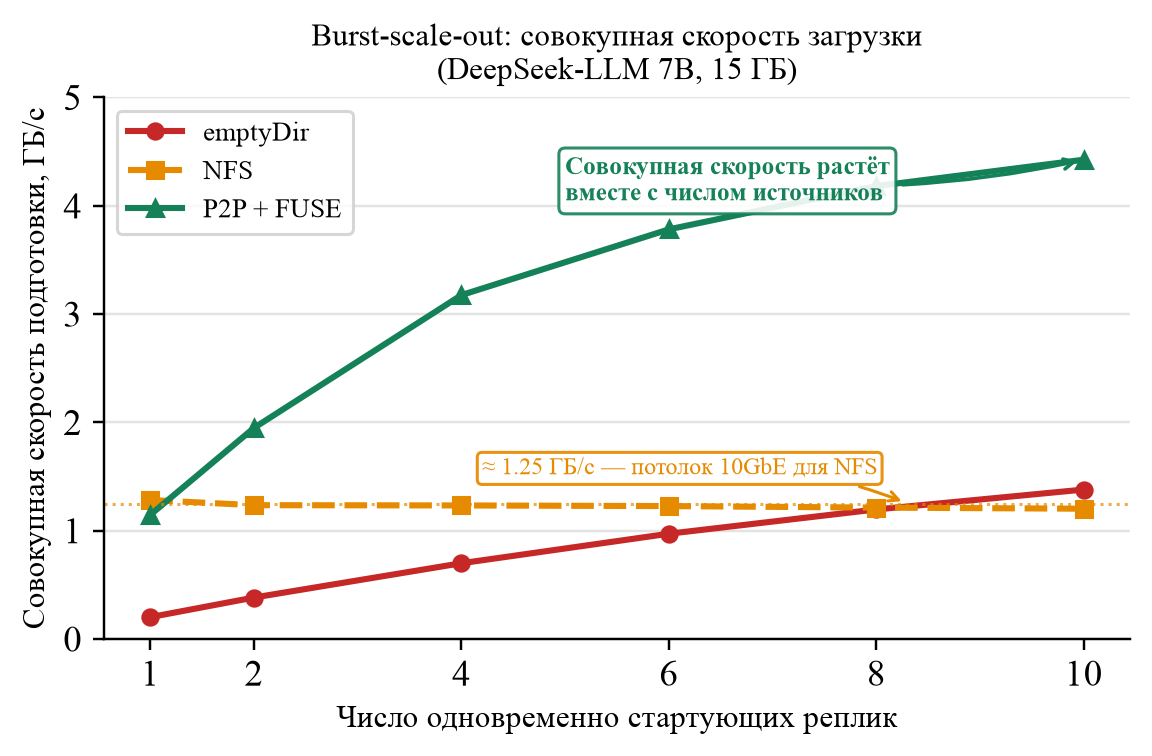 Burst-scale-out: совокупная скорость загрузки
(DeepSeek-LLM 7B, 15 ГБ)
Совокупная скорость подготовки, ГБ/с
5
4
3
2
1
0
emptyDir
NFS
P2P + FUSE
Совокупная скорость растёт
вместе с числом источников
≈ 1.25 ГБ/с — потолок 10GbE для NFS
1 2 4 6 8 10
Число одновременно стартующих реплик